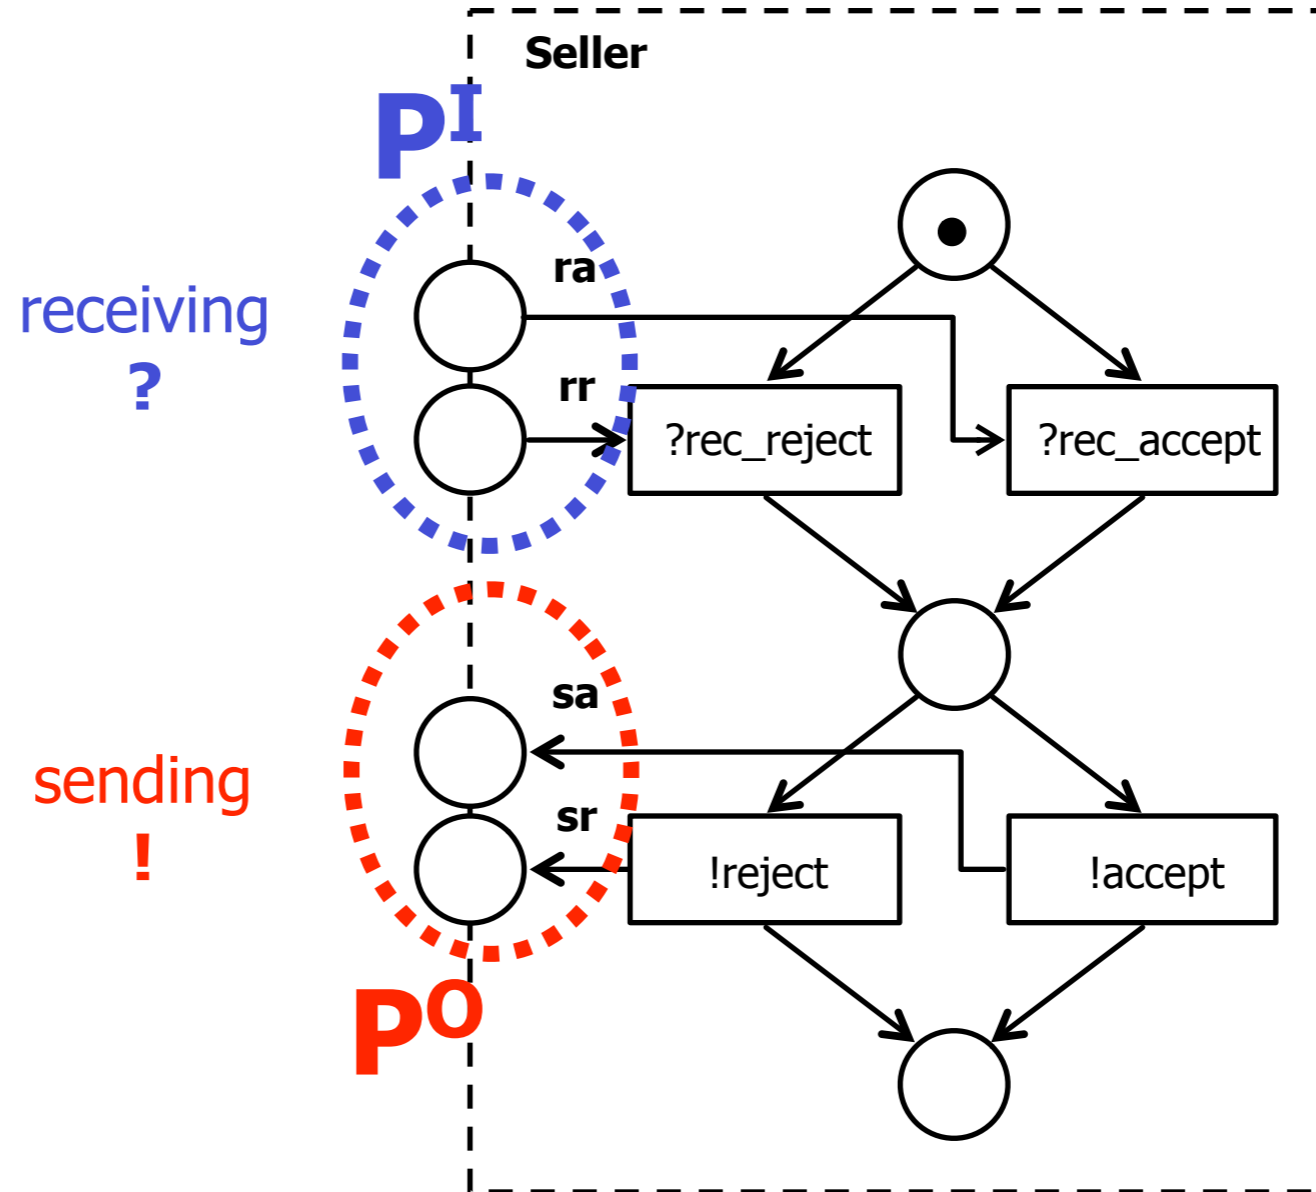 Seller
P^I
ra
receiving
?
rr
?rec_reject
?rec_accept
sa
sending
!
sr
!reject
!accept
P^O